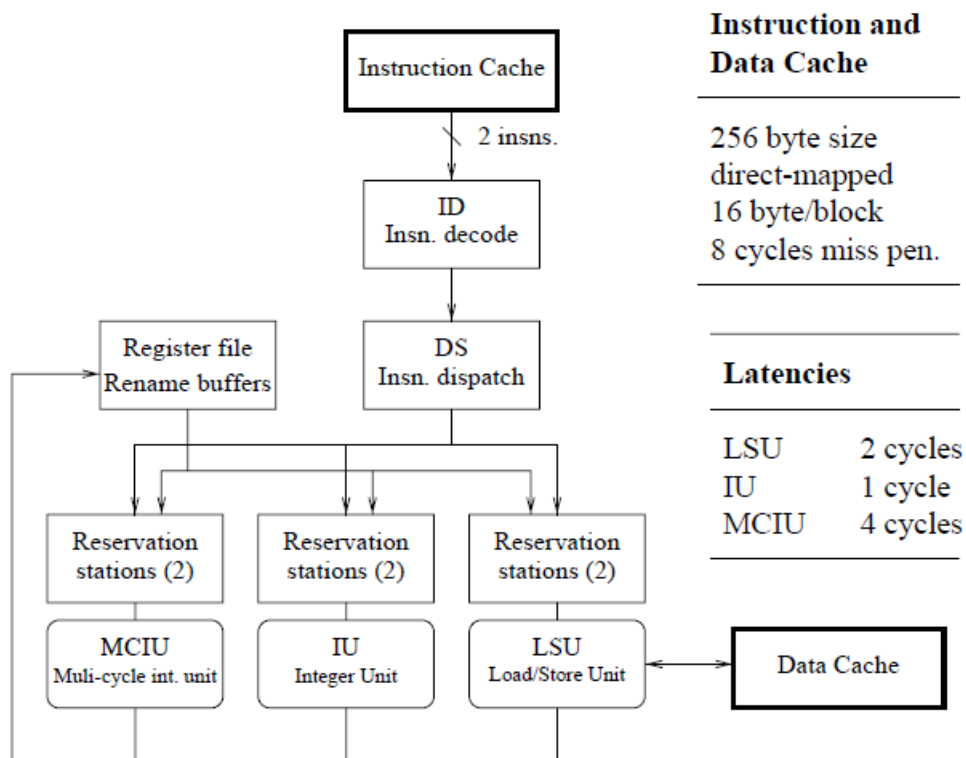 Instruction Cache
2 insns.
ID
Insn. decode
DS
Insn. dispatch
Register file
Rename buffers
Reservation
stations (2)
Reservation
stations (2)
Reservation
stations (2)
MCIU
Muli-cycle int. unit
IU
Integer Unit
LSU
Load/Store Unit
Data Cache
Instruction and
Data Cache
256 byte size
direct-mapped
16 byte/block
8 cycles miss pen.
Latencies
LSU 2 cycles
IU 1 cycle
MCIU 4 cycles